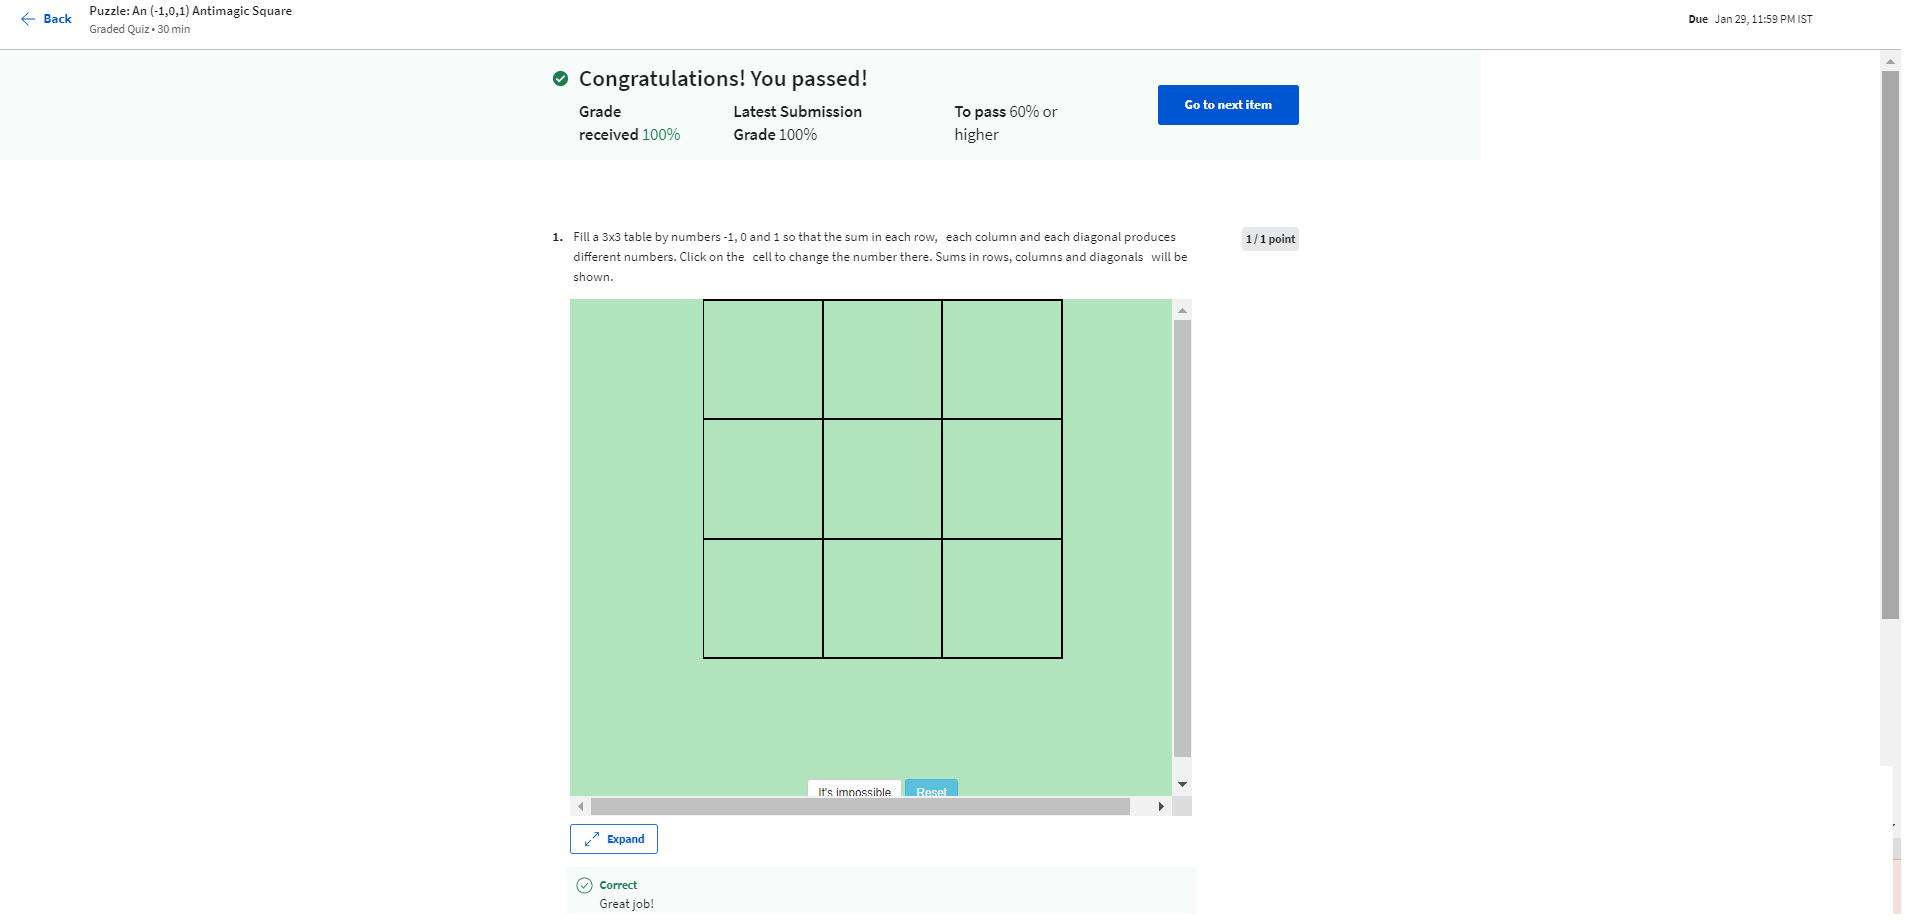 Back
Puzzle: An (-1,0,1) Antimagic Square
Graded Quiz • 30 min
Due Jan 29, 11:59 PM IST
Congratulations! You passed!
Grade
received 100%
Latest Submission
Grade 100%
To pass 60% or
higher
Go to next item
1. Fill a 3x3 table by numbers -1, 0 and 1 so that the sum in each row, each column and each diagonal produces
different numbers. Click on the cell to change the number there. Sums in rows, columns and diagonals will be
shown.
1 / 1 point
It's impossible
Reset
Expand
Correct
Great job!